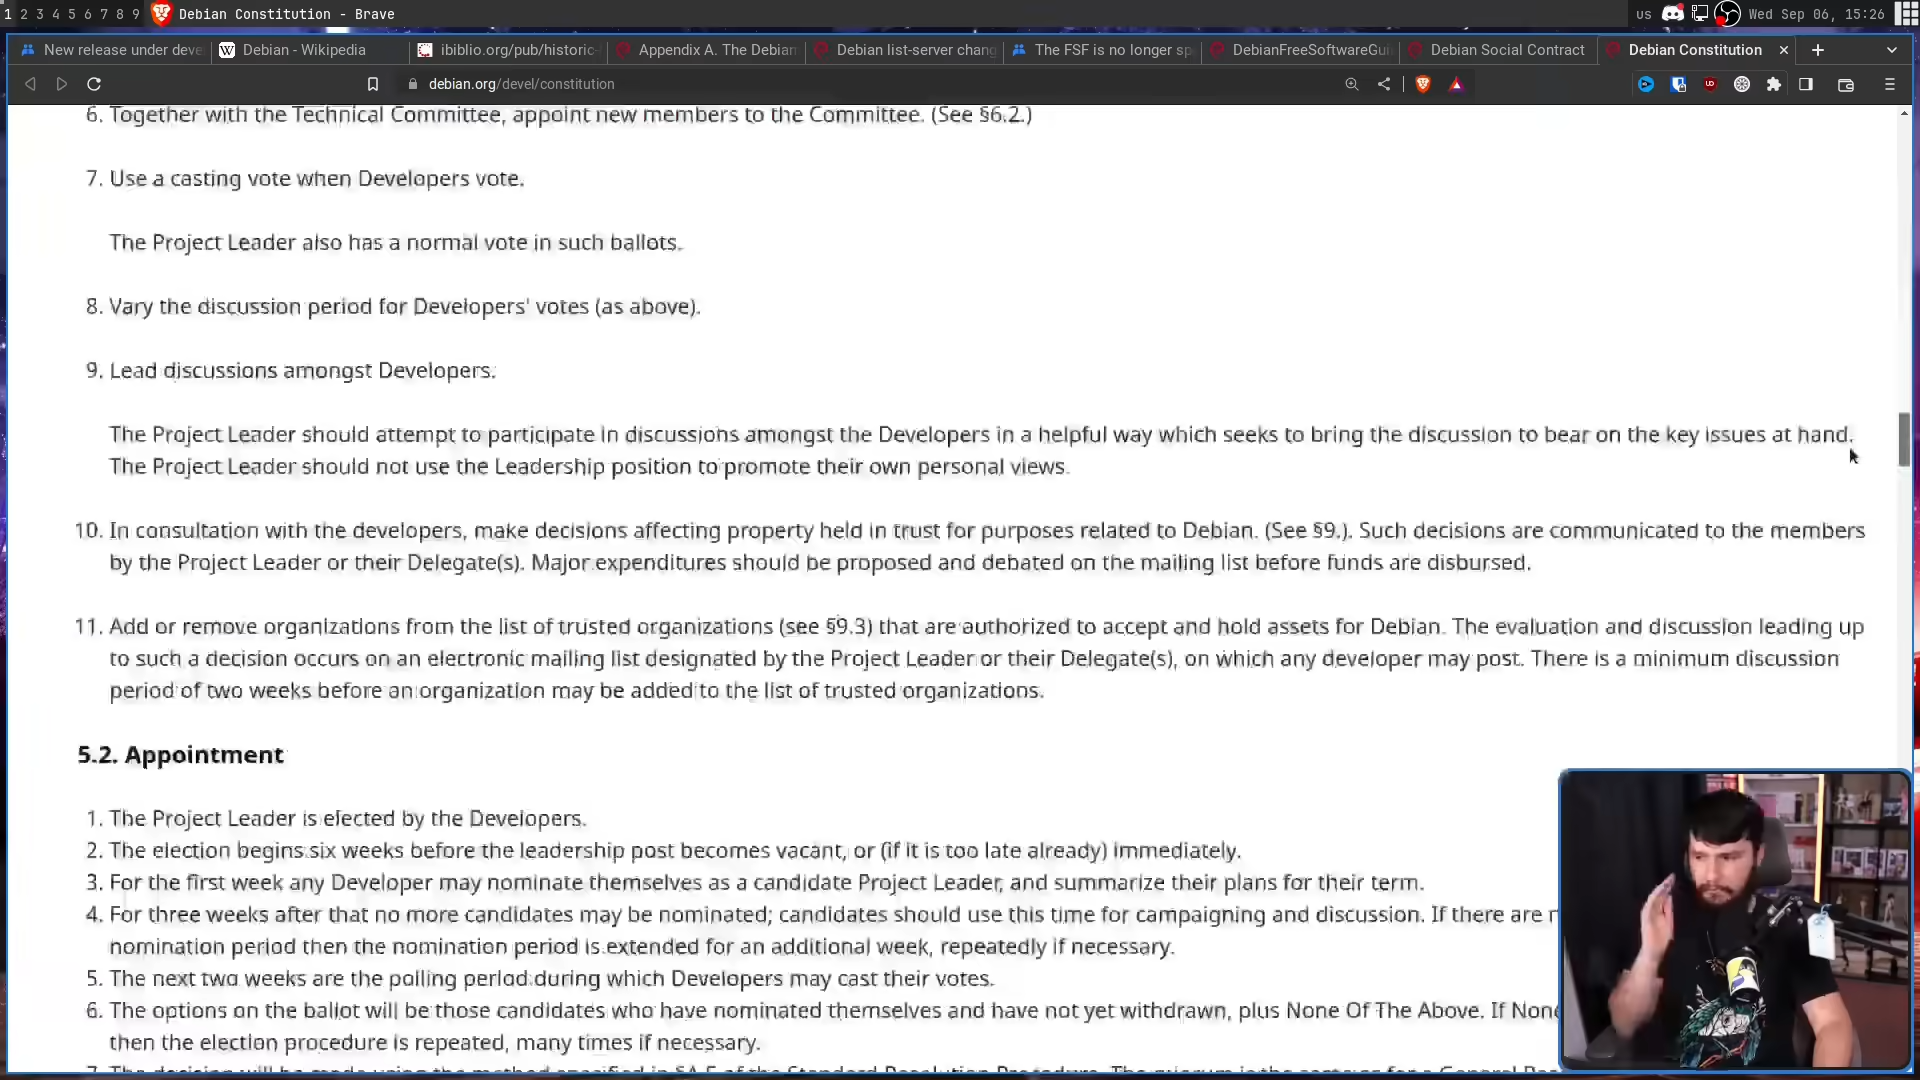 1 2 3 4 5 6 7 8 9 Debian Constitution - Brave us Wed Sep 06, 15:26
New release under deve Debian - Wikipedia ibiblio.org/pub/historic- Appendix A. The Debian Debian list-server chang The FSF is no longer sp DebianFreeSoftwareGui Debian Social Contract Debian Constitution
debian.org/devel/constitution
6. Together with the Technical Committee, appoint new members to the Committee. (See §6.2.)
7. Use a casting vote when Developers vote.
The Project Leader also has a normal vote in such ballots.
8. Vary the discussion period for Developers' votes (as above).
9. Lead discussions amongst Developers.
The Project Leader should attempt to participate in discussions amongst the Developers in a helpful way which seeks to bring the discussion to bear on the key issues at hand.
The Project Leader should not use the Leadership position to promote their own personal views.
10. In consultation with the developers, make decisions affecting property held in trust for purposes related to Debian. (See §9.). Such decisions are communicated to the members
by the Project Leader or their Delegate(s). Major expenditures should be proposed and debated on the mailing list before funds are disbursed.
11. Add or remove organizations from the list of trusted organizations (see §9.3) that are authorized to accept and hold assets for Debian. The evaluation and discussion leading up
to such a decision occurs on an electronic mailing list designated by the Project Leader or their Delegate(s), on which any developer may post. There is a minimum discussion
period of two weeks before an organization may be added to the list of trusted organizations.
5.2. Appointment
1. The Project Leader is elected by the Developers.
2. The election begins six weeks before the leadership post becomes vacant, or (if it is too late already) immediately.
3. For the first week any Developer may nominate themselves as a candidate Project Leader, and summarize their plans for their term.
4. For three weeks after that no more candidates may be nominated; candidates should use this time for campaigning and discussion. If there are
nomination period then the nomination period is extended for an additional week, repeatedly if necessary.
5. The next two weeks are the polling period during which Developers may cast their votes.
6. The options on the ballot will be those candidates who have nominated themselves and have not yet withdrawn, plus None Of The Above. If None
then the election procedure is repeated, many times if necessary.